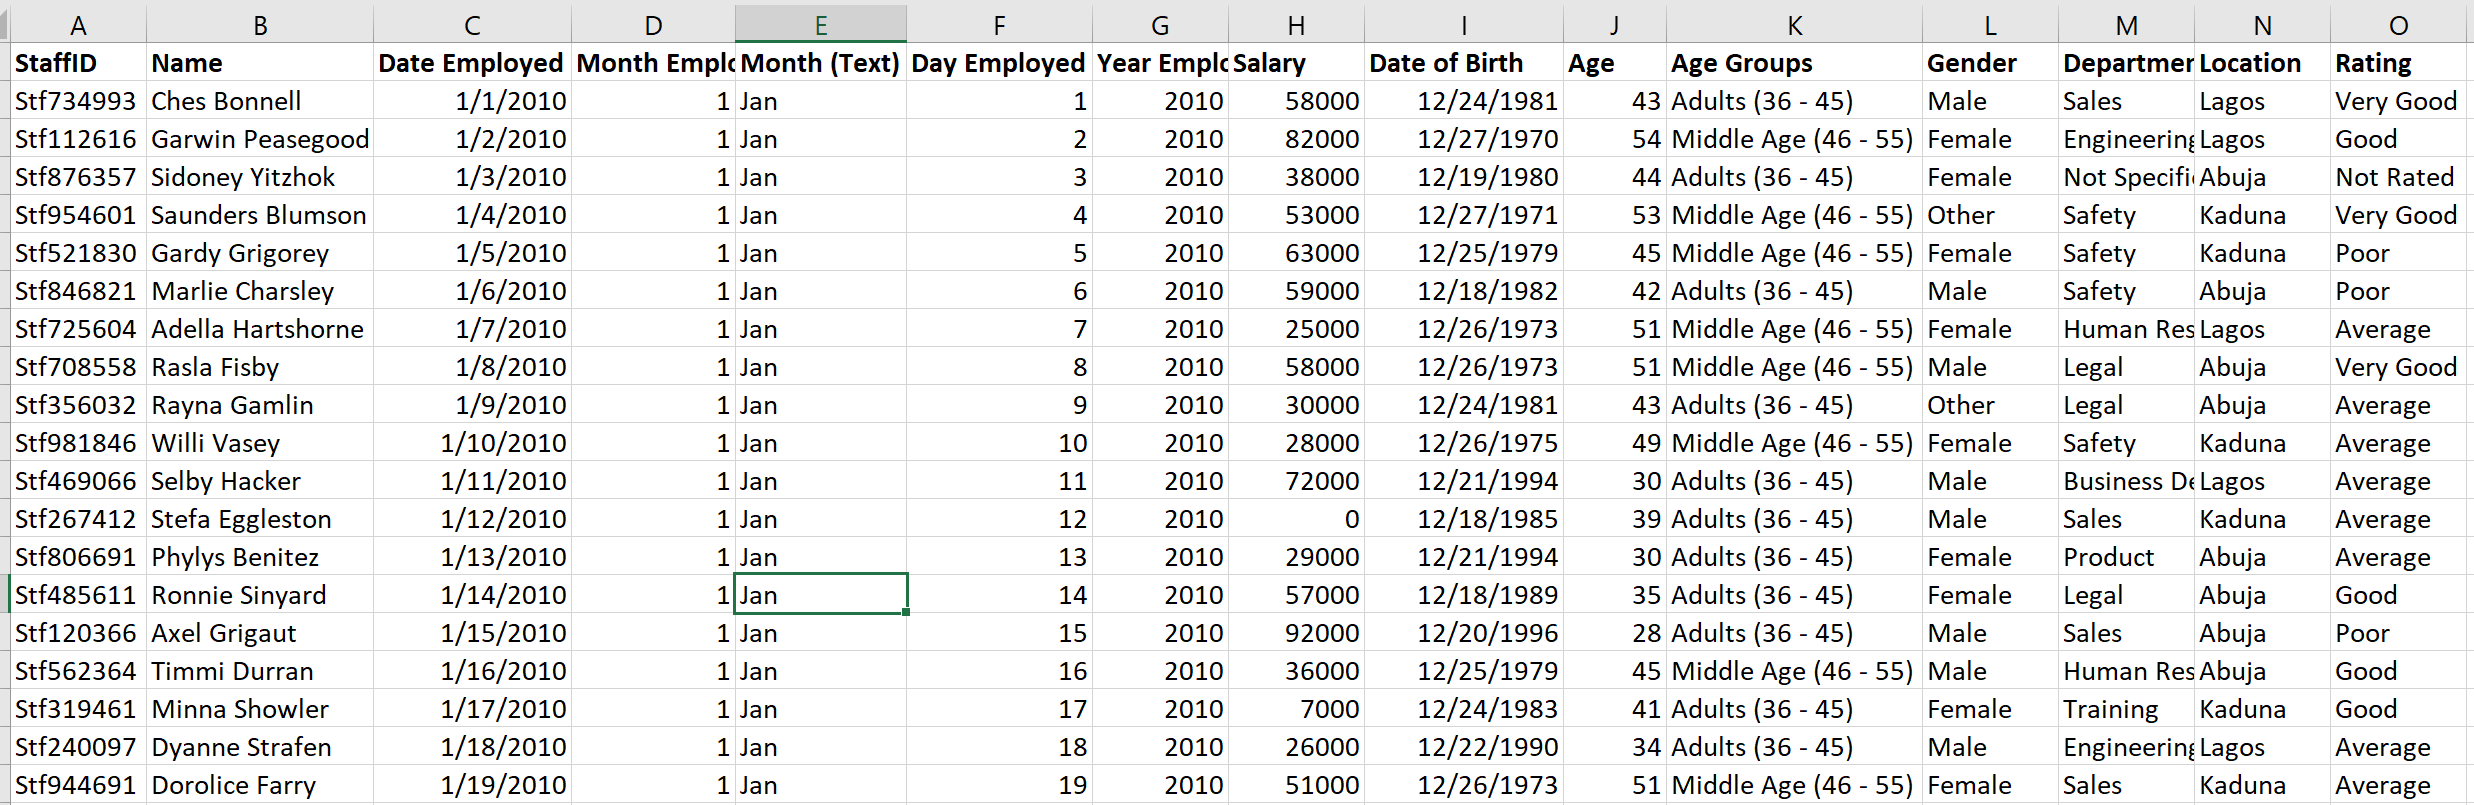 A B C D E F G H I J K L M N O
StaffID Name Date Employed Month Emplo Month (Text) Day Employed Year Emplo Salary Date of Birth Age Age Groups Gender Departmen Location Rating
Stf734993 Ches Bonnell 1/1/2010 1 Jan 1 2010 58000 12/24/1981 43 Adults (36 - 45) Male Sales Lagos Very Good
Stf112616 Garwin Peasegood 1/2/2010 1 Jan 2 2010 82000 12/27/1970 54 Middle Age (46 - 55) Female Engineering Lagos Good
Stf876357 Sidoney Yitzhok 1/3/2010 1 Jan 3 2010 38000 12/19/1980 44 Adults (36 - 45) Female Not Specifi Abuja Not Rated
Stf954601 Saunders Blumson 1/4/2010 1 Jan 4 2010 53000 12/27/1971 53 Middle Age (46 - 55) Other Safety Kaduna Very Good
Stf521830 Gardy Grigorey 1/5/2010 1 Jan 5 2010 63000 12/25/1979 45 Middle Age (46 - 55) Female Safety Kaduna Poor
Stf846821 Marlie Charsley 1/6/2010 1 Jan 6 2010 59000 12/18/1982 42 Adults (36 - 45) Male Safety Abuja Poor
Stf725604 Adella Hartshorne 1/7/2010 1 Jan 7 2010 25000 12/26/1973 51 Middle Age (46 - 55) Female Human Res Lagos Average
Stf708558 Rasla Fisby 1/8/2010 1 Jan 8 2010 58000 12/26/1973 51 Middle Age (46 - 55) Male Legal Abuja Very Good
Stf356032 Rayna Gamlin 1/9/2010 1 Jan 9 2010 30000 12/24/1981 43 Adults (36 - 45) Other Legal Abuja Average
Stf981846 Willi Vasey 1/10/2010 1 Jan 10 2010 28000 12/26/1975 49 Middle Age (46 - 55) Female Safety Kaduna Average
Stf469066 Selby Hacker 1/11/2010 1 Jan 11 2010 72000 12/21/1994 30 Adults (36 - 45) Male Business De Lagos Average
Stf267412 Stefa Eggleston 1/12/2010 1 Jan 12 2010 0 12/18/1985 39 Adults (36 - 45) Male Sales Kaduna Average
Stf806691 Phylys Benitez 1/13/2010 1 Jan 13 2010 29000 12/21/1994 30 Adults (36 - 45) Female Product Abuja Average
Stf485611 Ronnie Sinyard 1/14/2010 1 Jan 14 2010 57000 12/18/1989 35 Adults (36 - 45) Female Legal Abuja Good
Stf120366 Axel Grigaut 1/15/2010 1 Jan 15 2010 92000 12/20/1996 28 Adults (36 - 45) Male Sales Abuja Poor
Stf562364 Timmi Durran 1/16/2010 1 Jan 16 2010 36000 12/25/1979 45 Middle Age (46 - 55) Male Human Res Abuja Good
Stf319461 Minna Showler 1/17/2010 1 Jan 17 2010 7000 12/24/1983 41 Adults (36 - 45) Female Training Kaduna Good
Stf240097 Dyanne Strafen 1/18/2010 1 Jan 18 2010 26000 12/22/1990 34 Adults (36 - 45) Male Engineering Lagos Average
Stf944691 Dorolice Farry 1/19/2010 1 Jan 19 2010 51000 12/26/1973 51 Middle Age (46 - 55) Female Sales Kaduna Average